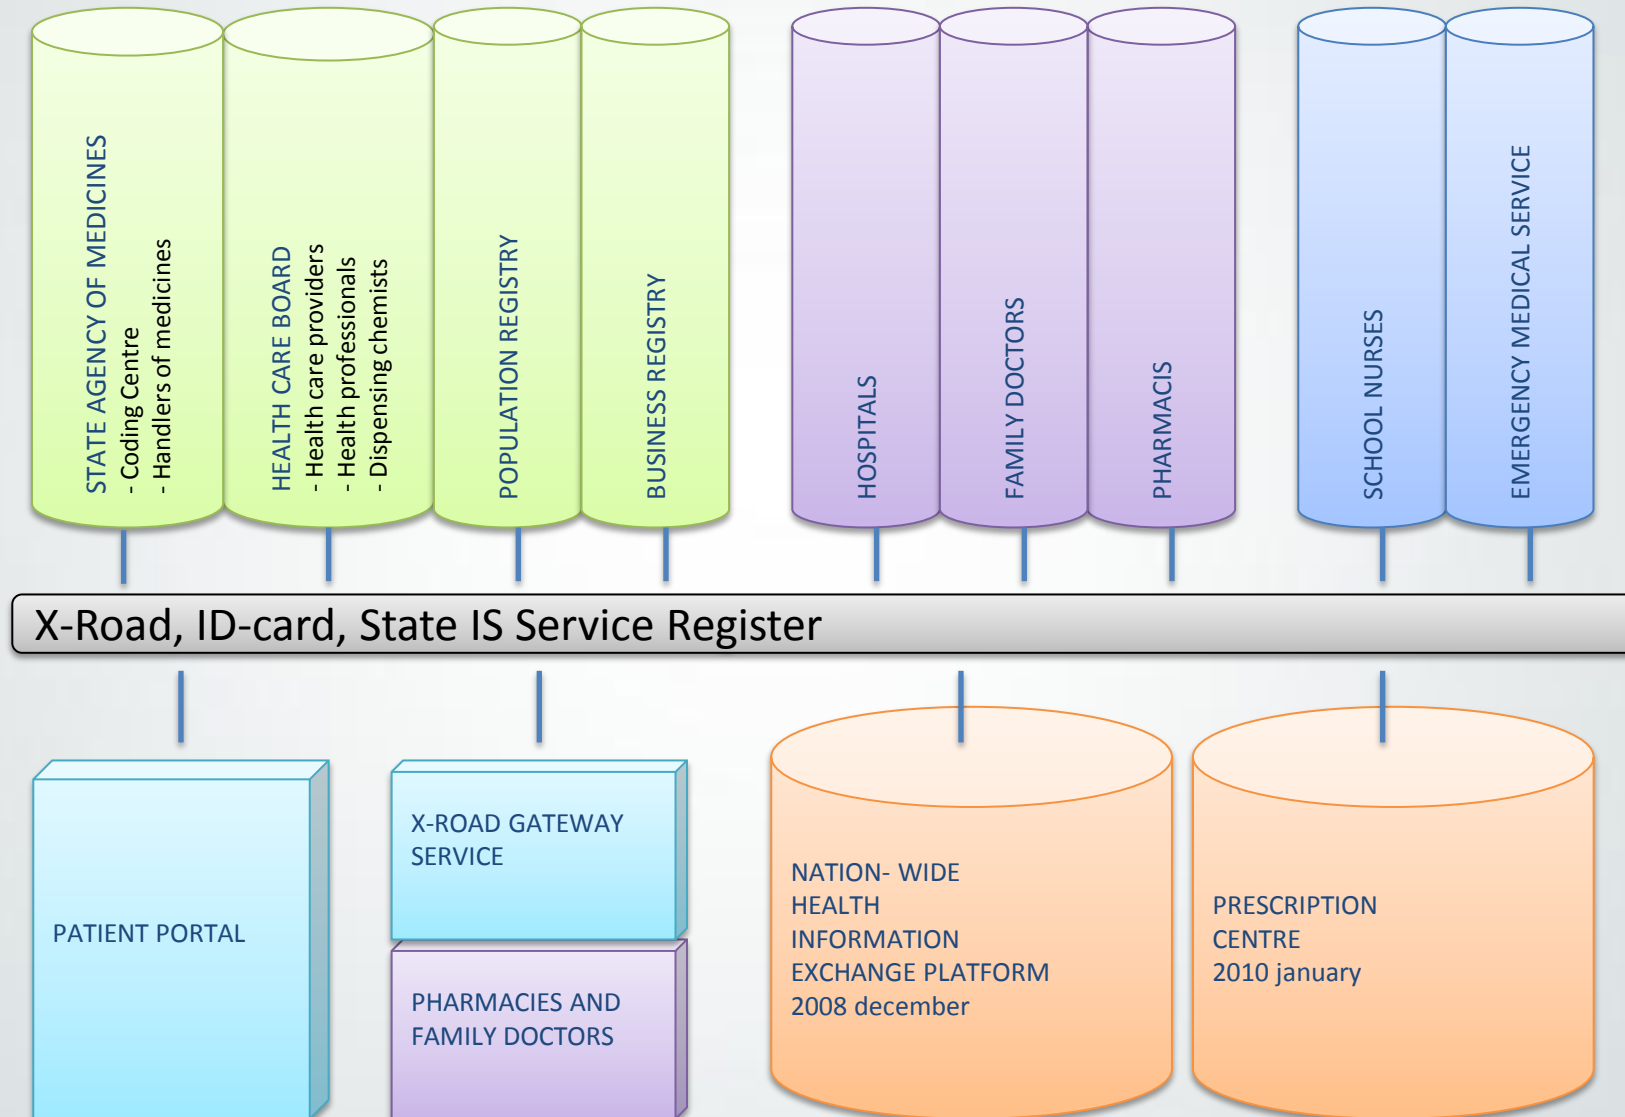 STATE AGENCY OF MEDICINES
- Coding Centre
- Handlers of medicines
HEALTH CARE BOARD
- Health care providers
- Health professionals
- Dispensing chemists
POPULATION REGISTRY
BUSINESS REGISTRY
HOSPITALS
FAMILY DOCTORS
PHARMACIS
SCHOOL NURSES
EMERGENCY MEDICAL SERVICE
X-Road, ID-card, State IS Service Register
PATIENT PORTAL
X-ROAD GATEWAY
SERVICE
PHARMACIES AND
FAMILY DOCTORS
NATION- WIDE
HEALTH
INFORMATION
EXCHANGE PLATFORM
2008 december
PRESCRIPTION
CENTRE
2010 january